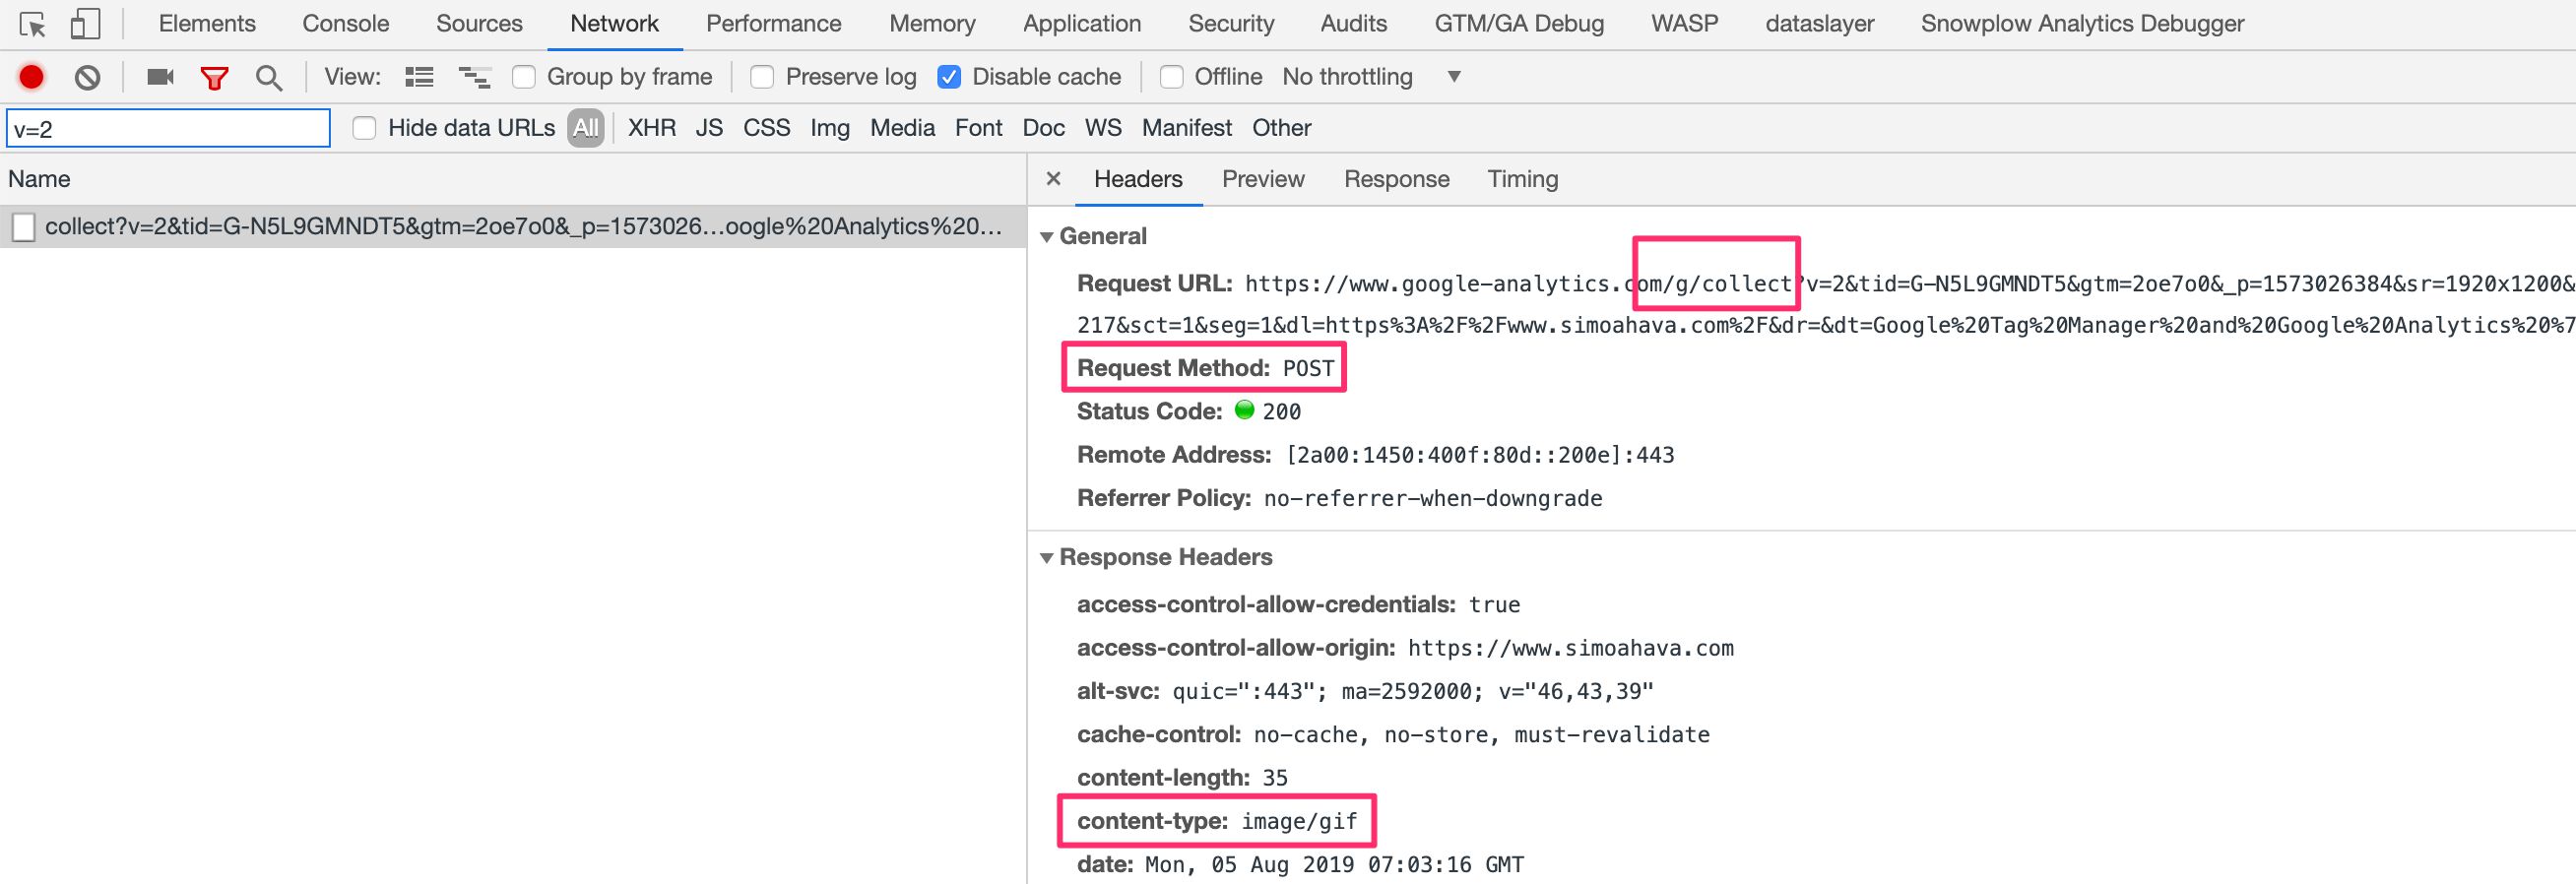 Elements Console Sources Network Performance Memory Application Security Audits GTM/GA Debug WASP dataslayer Snowplow Analytics Debugger
View: Group by frame Preserve log Disable cache Offline No throttling
v=2 Hide data URLs All XHR JS CSS Img Media Font Doc WS Manifest Other
Name
collect?v=2&tid=G-N5L9GMNDT5&gtm=2oe7o0&_p=1573026…oogle%20Analytics%20…
Headers Preview Response Timing
General
Request URL: https://www.google-analytics.com/g/collect?v=2&tid=G-N5L9GMNDT5&gtm=2oe7o0&_p=1573026384&sr=1920x1200&
217&sct=1&seg=1&dl=https%3A%2F%2Fwww.simoahava.com%2F&dr=&dt=Google%20Tag%20Manager%20and%20Google%20Analytics%20%7
Request Method: POST
Status Code: 200
Remote Address: [2a00:1450:400f:80d::200e]:443
Referrer Policy: no-referrer-when-downgrade
Response Headers
access-control-allow-credentials: true
access-control-allow-origin: https://www.simoahava.com
alt-svc: quic=":443"; ma=2592000; v="46,43,39"
cache-control: no-cache, no-store, must-revalidate
content-length: 35
content-type: image/gif
date: Mon, 05 Aug 2019 07:03:16 GMT